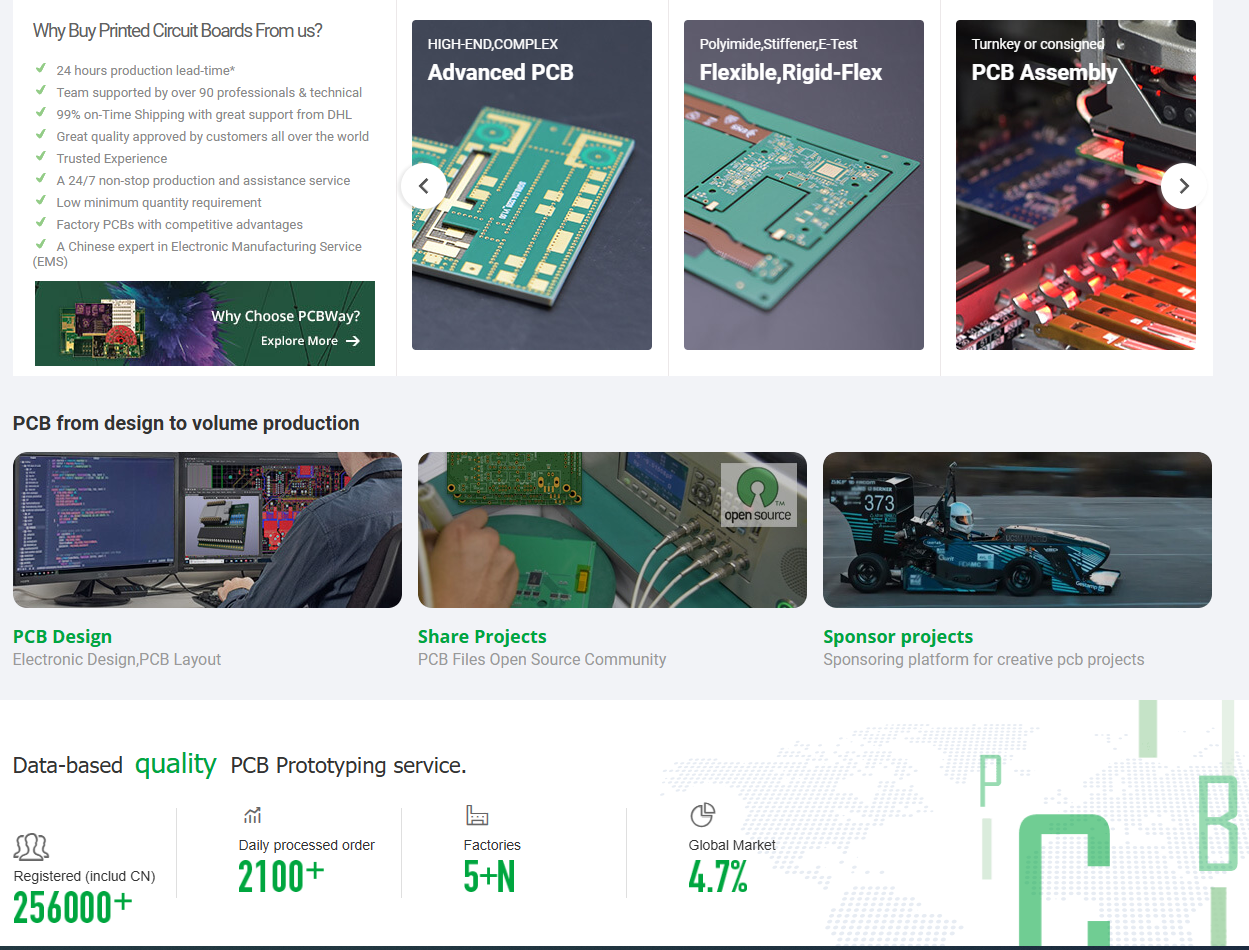 Why Buy Printed Circuit Boards From us?
24 hours production lead-time*
Team supported by over 90 professionals & technical
99% on-Time Shipping with great support from DHL
Great quality approved by customers all over the world
Trusted Experience
A 24/7 non-stop production and assistance service
Low minimum quantity requirement
Factory PCBs with competitive advantages
A Chinese expert in Electronic Manufacturing Service
(EMS)
Why Choose PCBWay?
Explore More
HIGH-END,COMPLEX
Advanced PCB
Polyimide,Stiffener,E-Test
Flexible,Rigid-Flex
Turnkey or consigned
PCB Assembly
PCB from design to volume production
open source
TM
373
PCB Design
Electronic Design,PCB Layout
Share Projects
PCB Files Open Source Community
Sponsor projects
Sponsoring platform for creative pcb projects
Data-based quality PCB Prototyping service.
Registered (includ CN)
256000+
Daily processed order
2100+
Factories
5+N
Global Market
4.7%
P
C
B